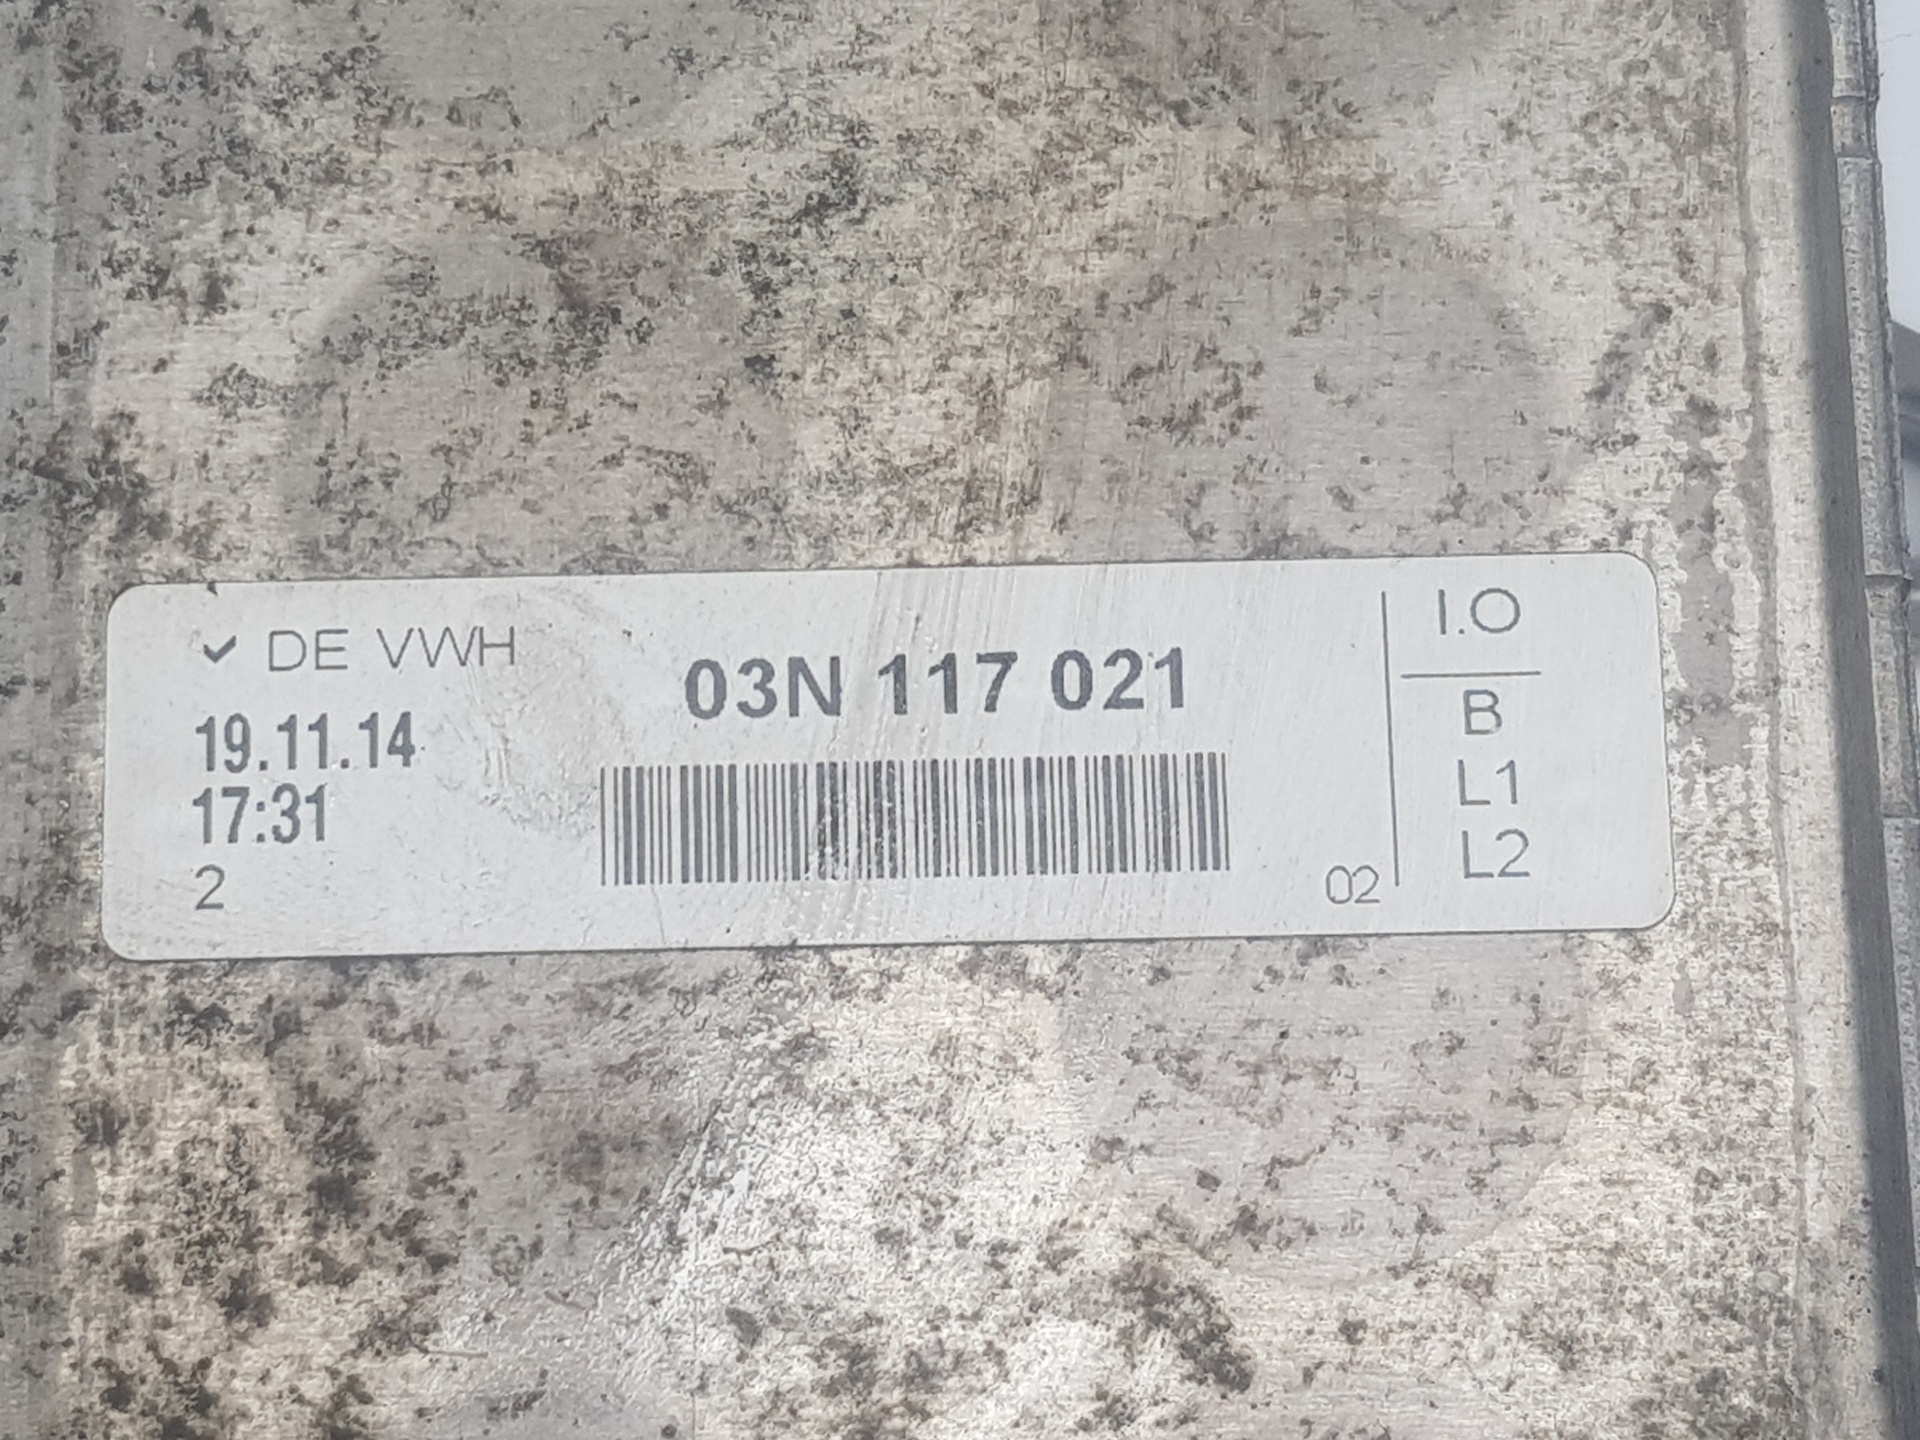 ✓ DE VWH
19.11.14
17:31
2
03N 117 021
02
I.O
B
L1
L2